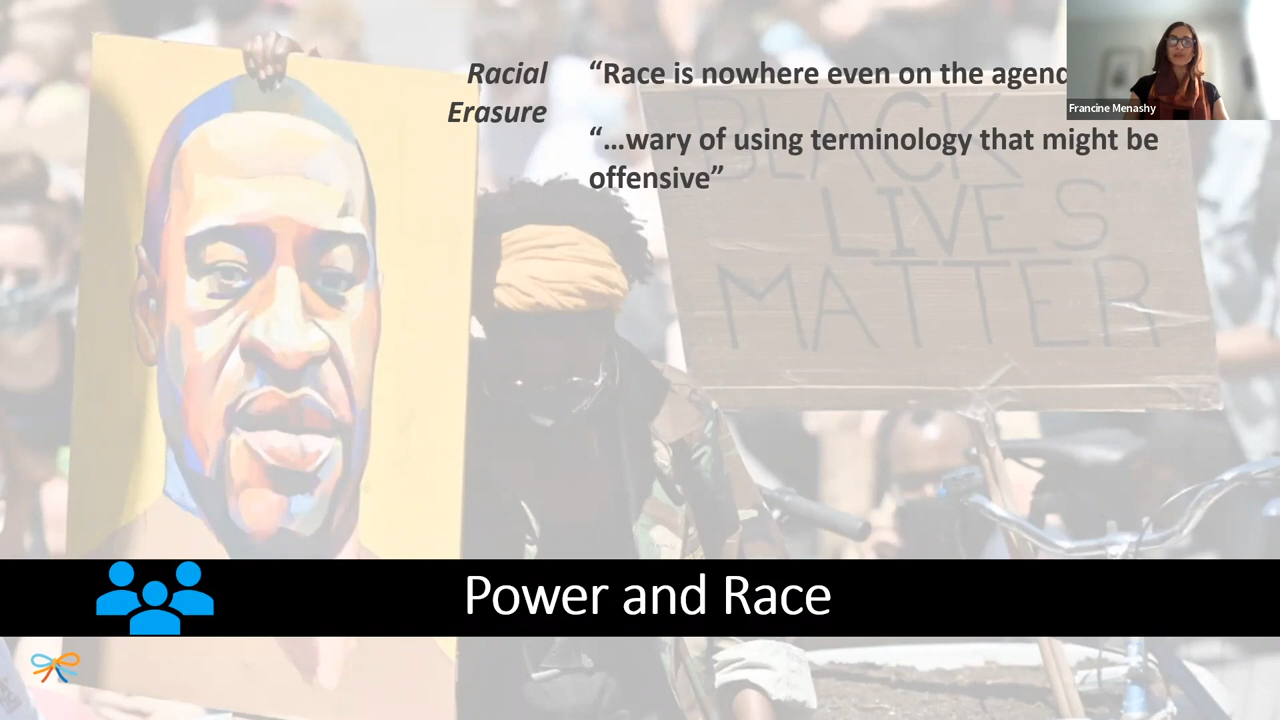 Racial
Erasure
“Race is nowhere even on the agend
“…wary of using terminology that might be
offensive”
Francine Menashy
BLACK
LIVES
MATTER
Power and Race